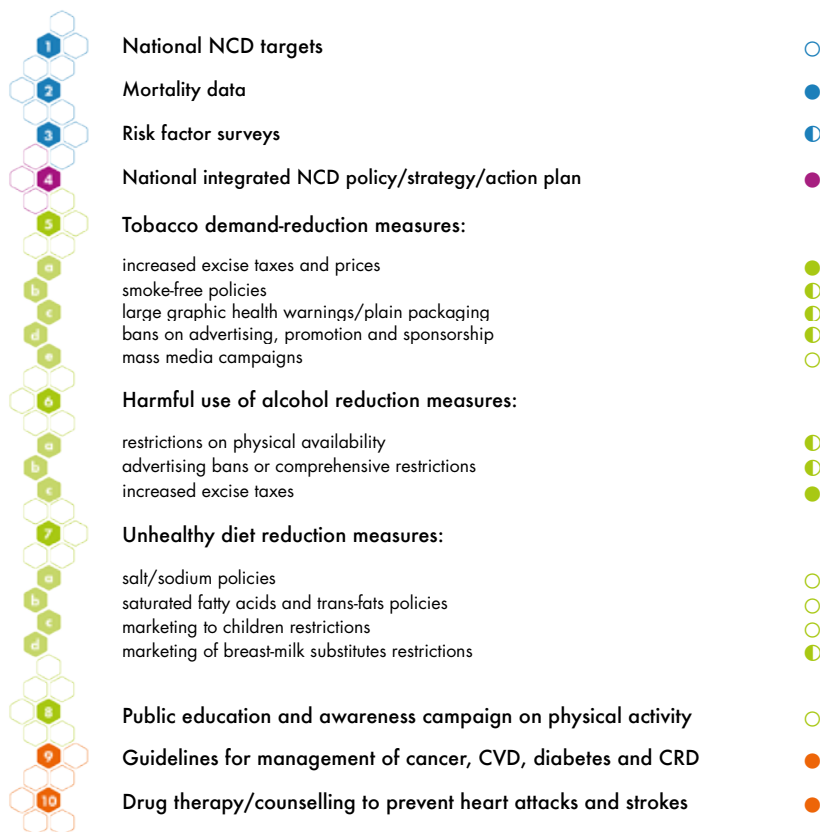 1 National NCD targets
2 Mortality data
3 Risk factor surveys
4 National integrated NCD policy/strategy/action plan
5 Tobacco demand-reduction measures:
a increased excise taxes and prices
b smoke-free policies
c large graphic health warnings/plain packaging
d bans on advertising, promotion and sponsorship
e mass media campaigns
6 Harmful use of alcohol reduction measures:
a restrictions on physical availability
b advertising bans or comprehensive restrictions
c increased excise taxes
7 Unhealthy diet reduction measures:
a salt/sodium policies
b saturated fatty acids and trans-fats policies
c marketing to children restrictions
d marketing of breast-milk substitutes restrictions
8 Public education and awareness campaign on physical activity
9 Guidelines for management of cancer, CVD, diabetes and CRD
10 Drug therapy/counselling to prevent heart attacks and strokes